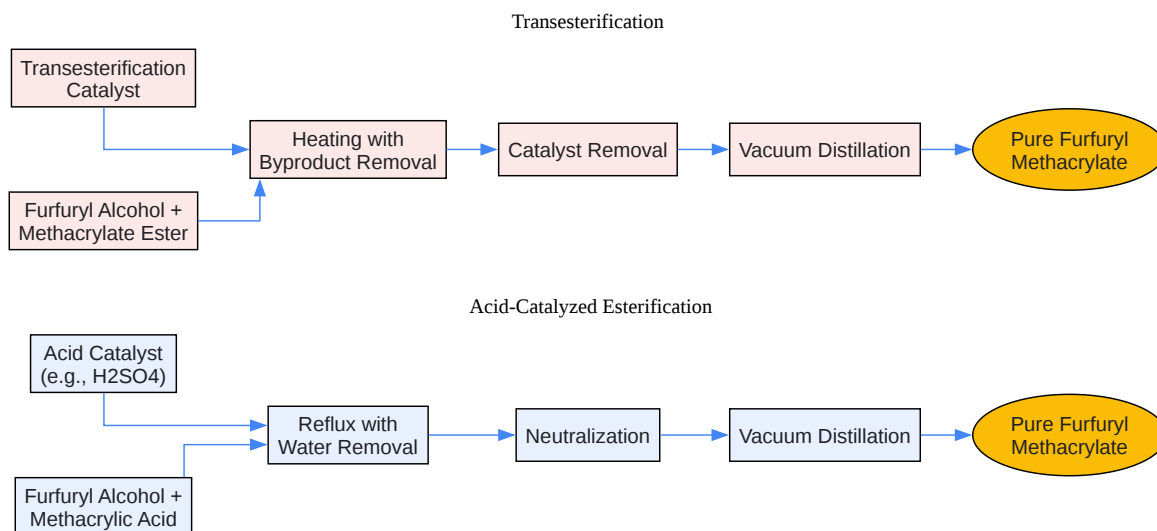 Transesterification
Transesterification
Catalyst
Heating with
Byproduct Removal
Catalyst Removal
Vacuum Distillation
Pure Furfuryl
Methacrylate
Furfuryl Alcohol +
Methacrylate Ester
Acid-Catalyzed Esterification
Acid Catalyst
(e.g., H2SO4)
Reflux with
Water Removal
Neutralization
Vacuum Distillation
Pure Furfuryl
Methacrylate
Furfuryl Alcohol +
Methacrylic Acid